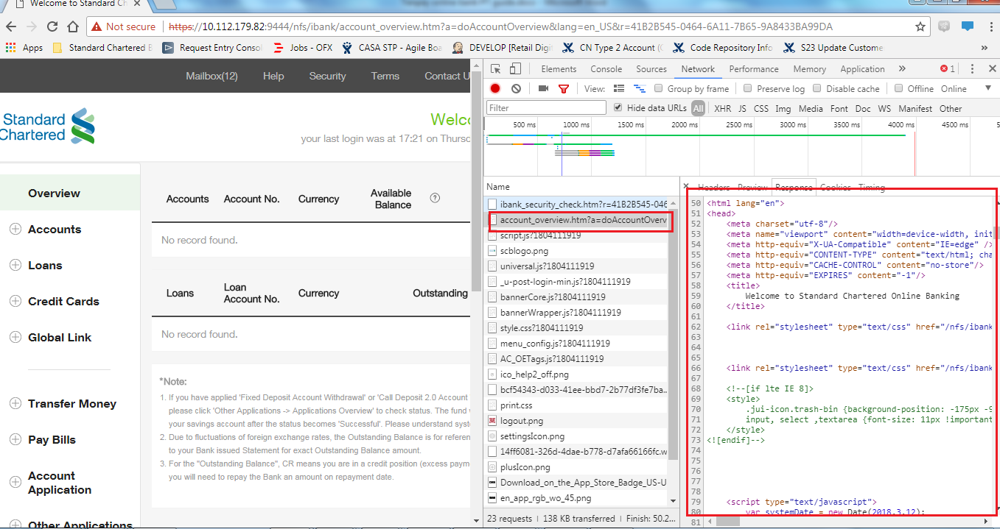 Welcome to Standard Ch
Not secure https://10.112.179.82:9444/nfs/ibank/account_overview.htm?a=doAccountOverview&lang=en_US&r=41B2B545-0464-6A11-7B65-9A8433BA99DA
Apps Standard Chartered B Request Entry Conso Jobs - OFX CASA STP - Agile Boa DEVELOP [Retail Digit CN Type 2 Account (C Code Repository Info S23 Update Custome »
Mailbox(12) Help Security Terms Contact U
Standard
Chartered
Welco
your last login was at 17:21 on Thursd
Overview
Accounts
Loans
Credit Cards
Global Link
Transfer Money
Pay Bills
Account
Application
Other Applications
Accounts Account No. Currency Available
Balance ?
No record found.
Loans Loan
Account No. Currency Outstanding
No record found.
*Note:
1. If you have applied 'Fixed Deposit Account Withdrawal' or 'Call Deposit 2.0 Account
please click 'Other Applications -> Applications Overview' to check status. The fund
your savings account after the status becomes 'Successful'. Please understand syste
2. Due to fluctuations of foreign exchange rates, the Outstanding Balance is for referen
to your Bank issued Statement for exact Outstanding Balance amount.
3. For the "Outstanding Balance", CR means you are in a credit position (excess paym
you will need to repay the Bank an amount on repayment date.
Elements Console Sources Network Performance Memory Application » 1
View: Group by frame Preserve log Disable cache Offline Online
Filter Hide data URLs All XHR JS CSS Img Media Font Doc WS Manifest Other
500 ms 1000 ms 1500 ms 2000 ms 2500 ms 3000 ms 3500 ms 4000 ms 4500 ms 5
Name
ibank_security_check.htm?r=41B2B545-046
account_overview.htm?a=doAccountOverv
script.js?1804111919
scblogo.png
universal.js?1804111919
_u-post-login-min.js?1804111919
bannerCore.js?1804111919
bannerWrapper.js?1804111919
style.css?1804111919
menu_config.js?1804111919
AC_OETags.js?1804111919
ico_help2_off.png
bcf54343-d033-41ee-bbd7-2b77df3fe7ba...
print.css
logout.png
settingsIcon.png
14ff6081-326d-4dae-b778-d7afa66166fc.w
plusIcon.png
Download_on_the_App_Store_Badge_US-U
en_app_rgb_wo_45.png
23 requests | 138 KB transferred | Finish: 50.2...
Headers Preview Response Cookies Timing
50 <html lang="en">
51 <head>
52 <meta charset="utf-8"/>
53 <meta name="viewport" content="width=device-width, init
54 <meta http-equiv="X-UA-Compatible" content="IE=edge" />
55 <meta http-equiv="CONTENT-TYPE" content="text/html; cha
56 <meta http-equiv="CACHE-CONTROL" content="no-store"/>
57 <meta http-equiv="EXPIRES" content="-1"/>
58 <title>
59 Welcome to Standard Chartered Online Banking
60 </title>
61
62 <link rel="stylesheet" type="text/css" href="/nfs/ibank
63
64
65
66 <link rel="stylesheet" type="text/css" href="/nfs/ibank
67
68 <!--[if lte IE 8]>
69 <style>
70 .jui-icon.trash-bin {background-position: -175px -9
71 input, select ,textarea {font-size: 11px !important
72 </style>
73 <![endif]-->
74
75
76
77
78
79 <script type="text/javascript">
80 var systemDate = new Date(2018,3,12);
81